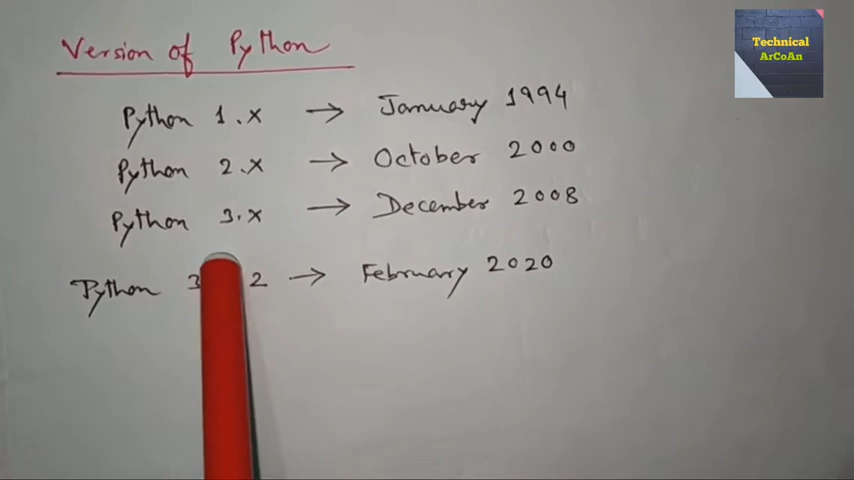 Version of Python
Technical
ArCoAn
Python 1.x → January 1994
Python 2.x → October 2000
Python 3.x → December 2008
Python 3 2 → February 2020